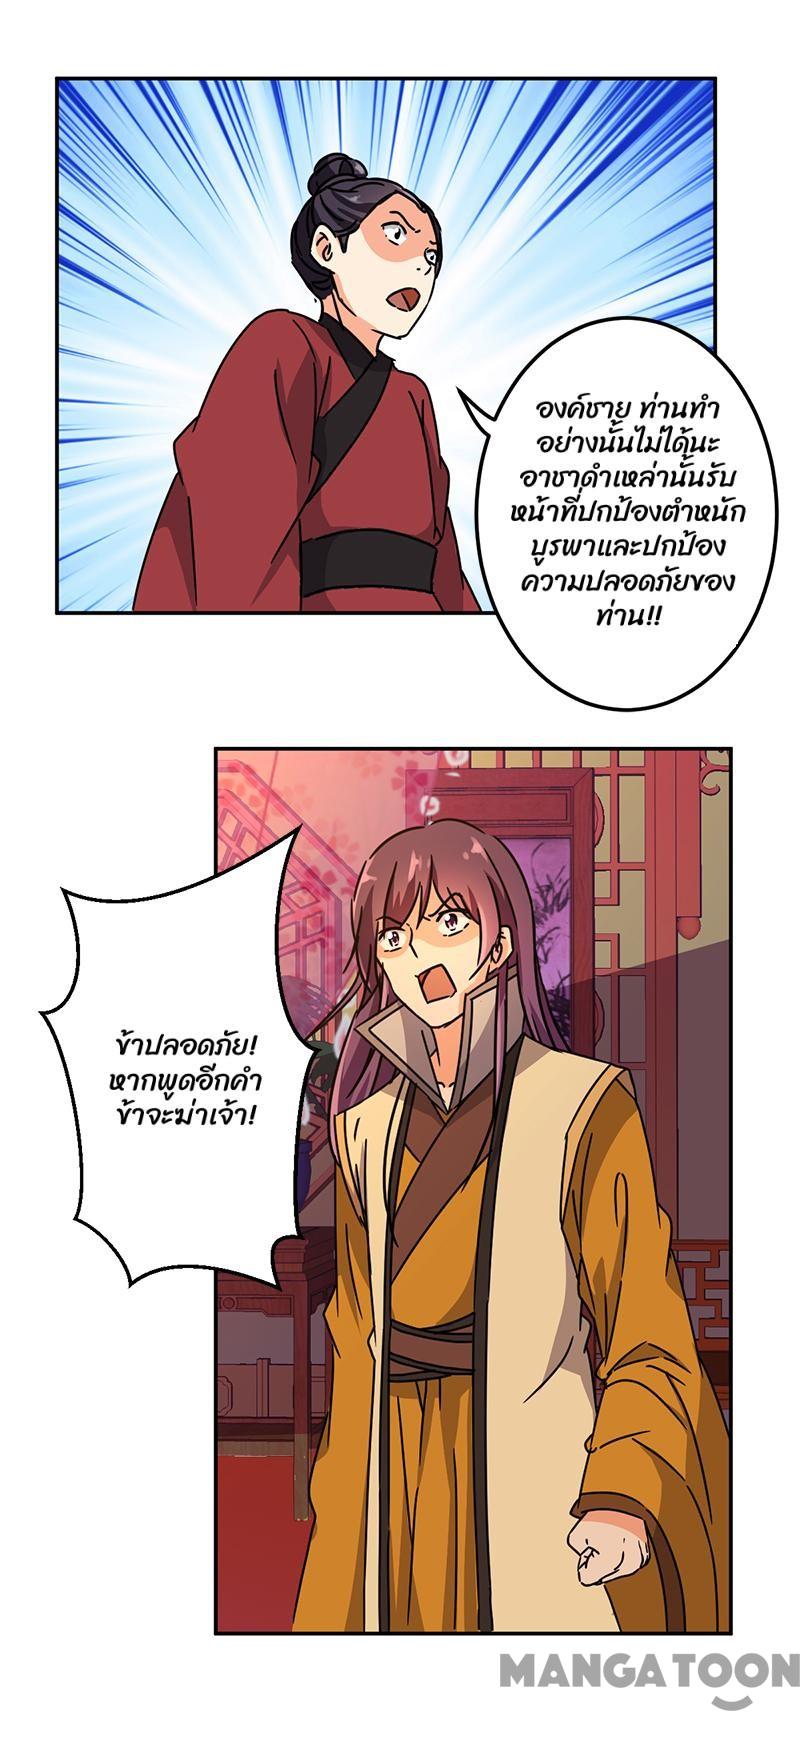 องค์ชาย ท่านทำ
อย่างนั้นไม่ได้นะ
อาชาดำเหล่านั้นรับ
หน้าที่ปกป้องตำหนัก
บูรพาและปกป้อง
ความปลอดภัยของ
ท่าน!!
ข้าปลอดภัย!
หากพูดอีกคำ
ข้าจะฆ่าเจ้า!
MANGATOON